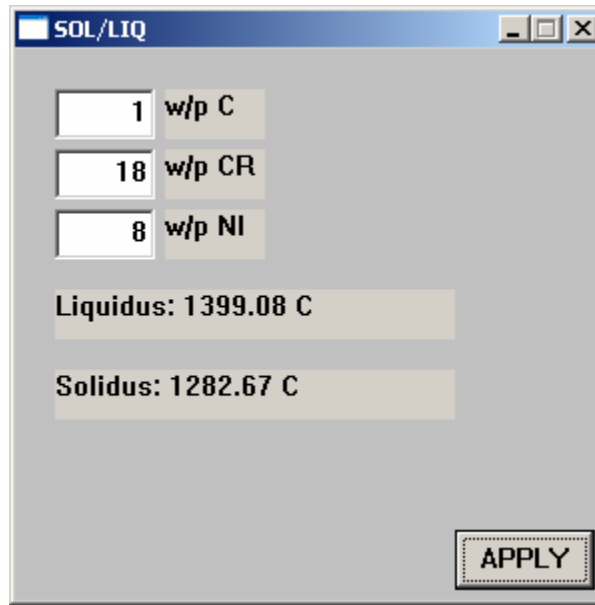 SOL/LIQ
1 w/p C
18 w/p CR
8 w/p NI
Liquidus: 1399.08 C
Solidus: 1282.67 C
APPLY